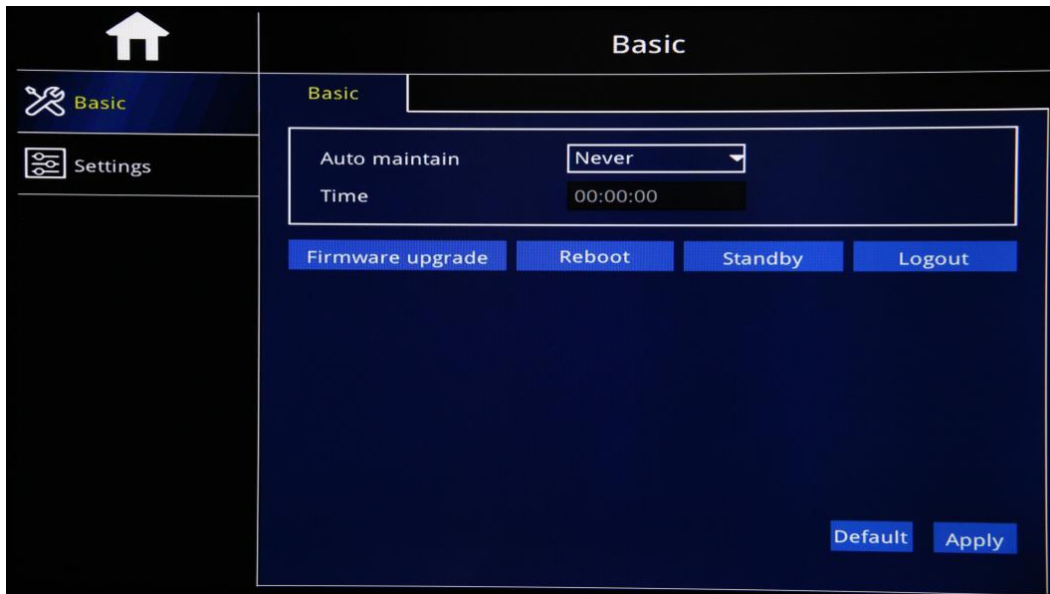 Basic
Basic
Settings
Basic
Auto maintain Never
Time 00:00:00
Firmware upgrade Reboot Standby Logout
Default Apply